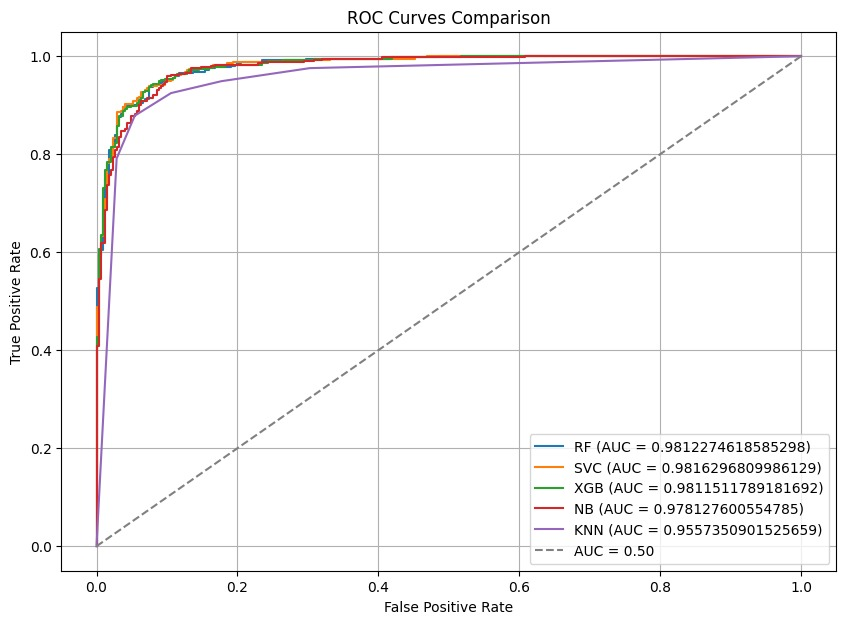 ROC Curves Comparison
1.0
0.8
0.6
0.4
0.2
0.0
True Positive Rate
RF (AUC = 0.9812274618585298)
SVC (AUC = 0.9816296809986129)
XGB (AUC = 0.9811511789181692)
NB (AUC = 0.978127600554785)
KNN (AUC = 0.9557350901525659)
AUC = 0.50
0.0 0.2 0.4 0.6 0.8 1.0
False Positive Rate